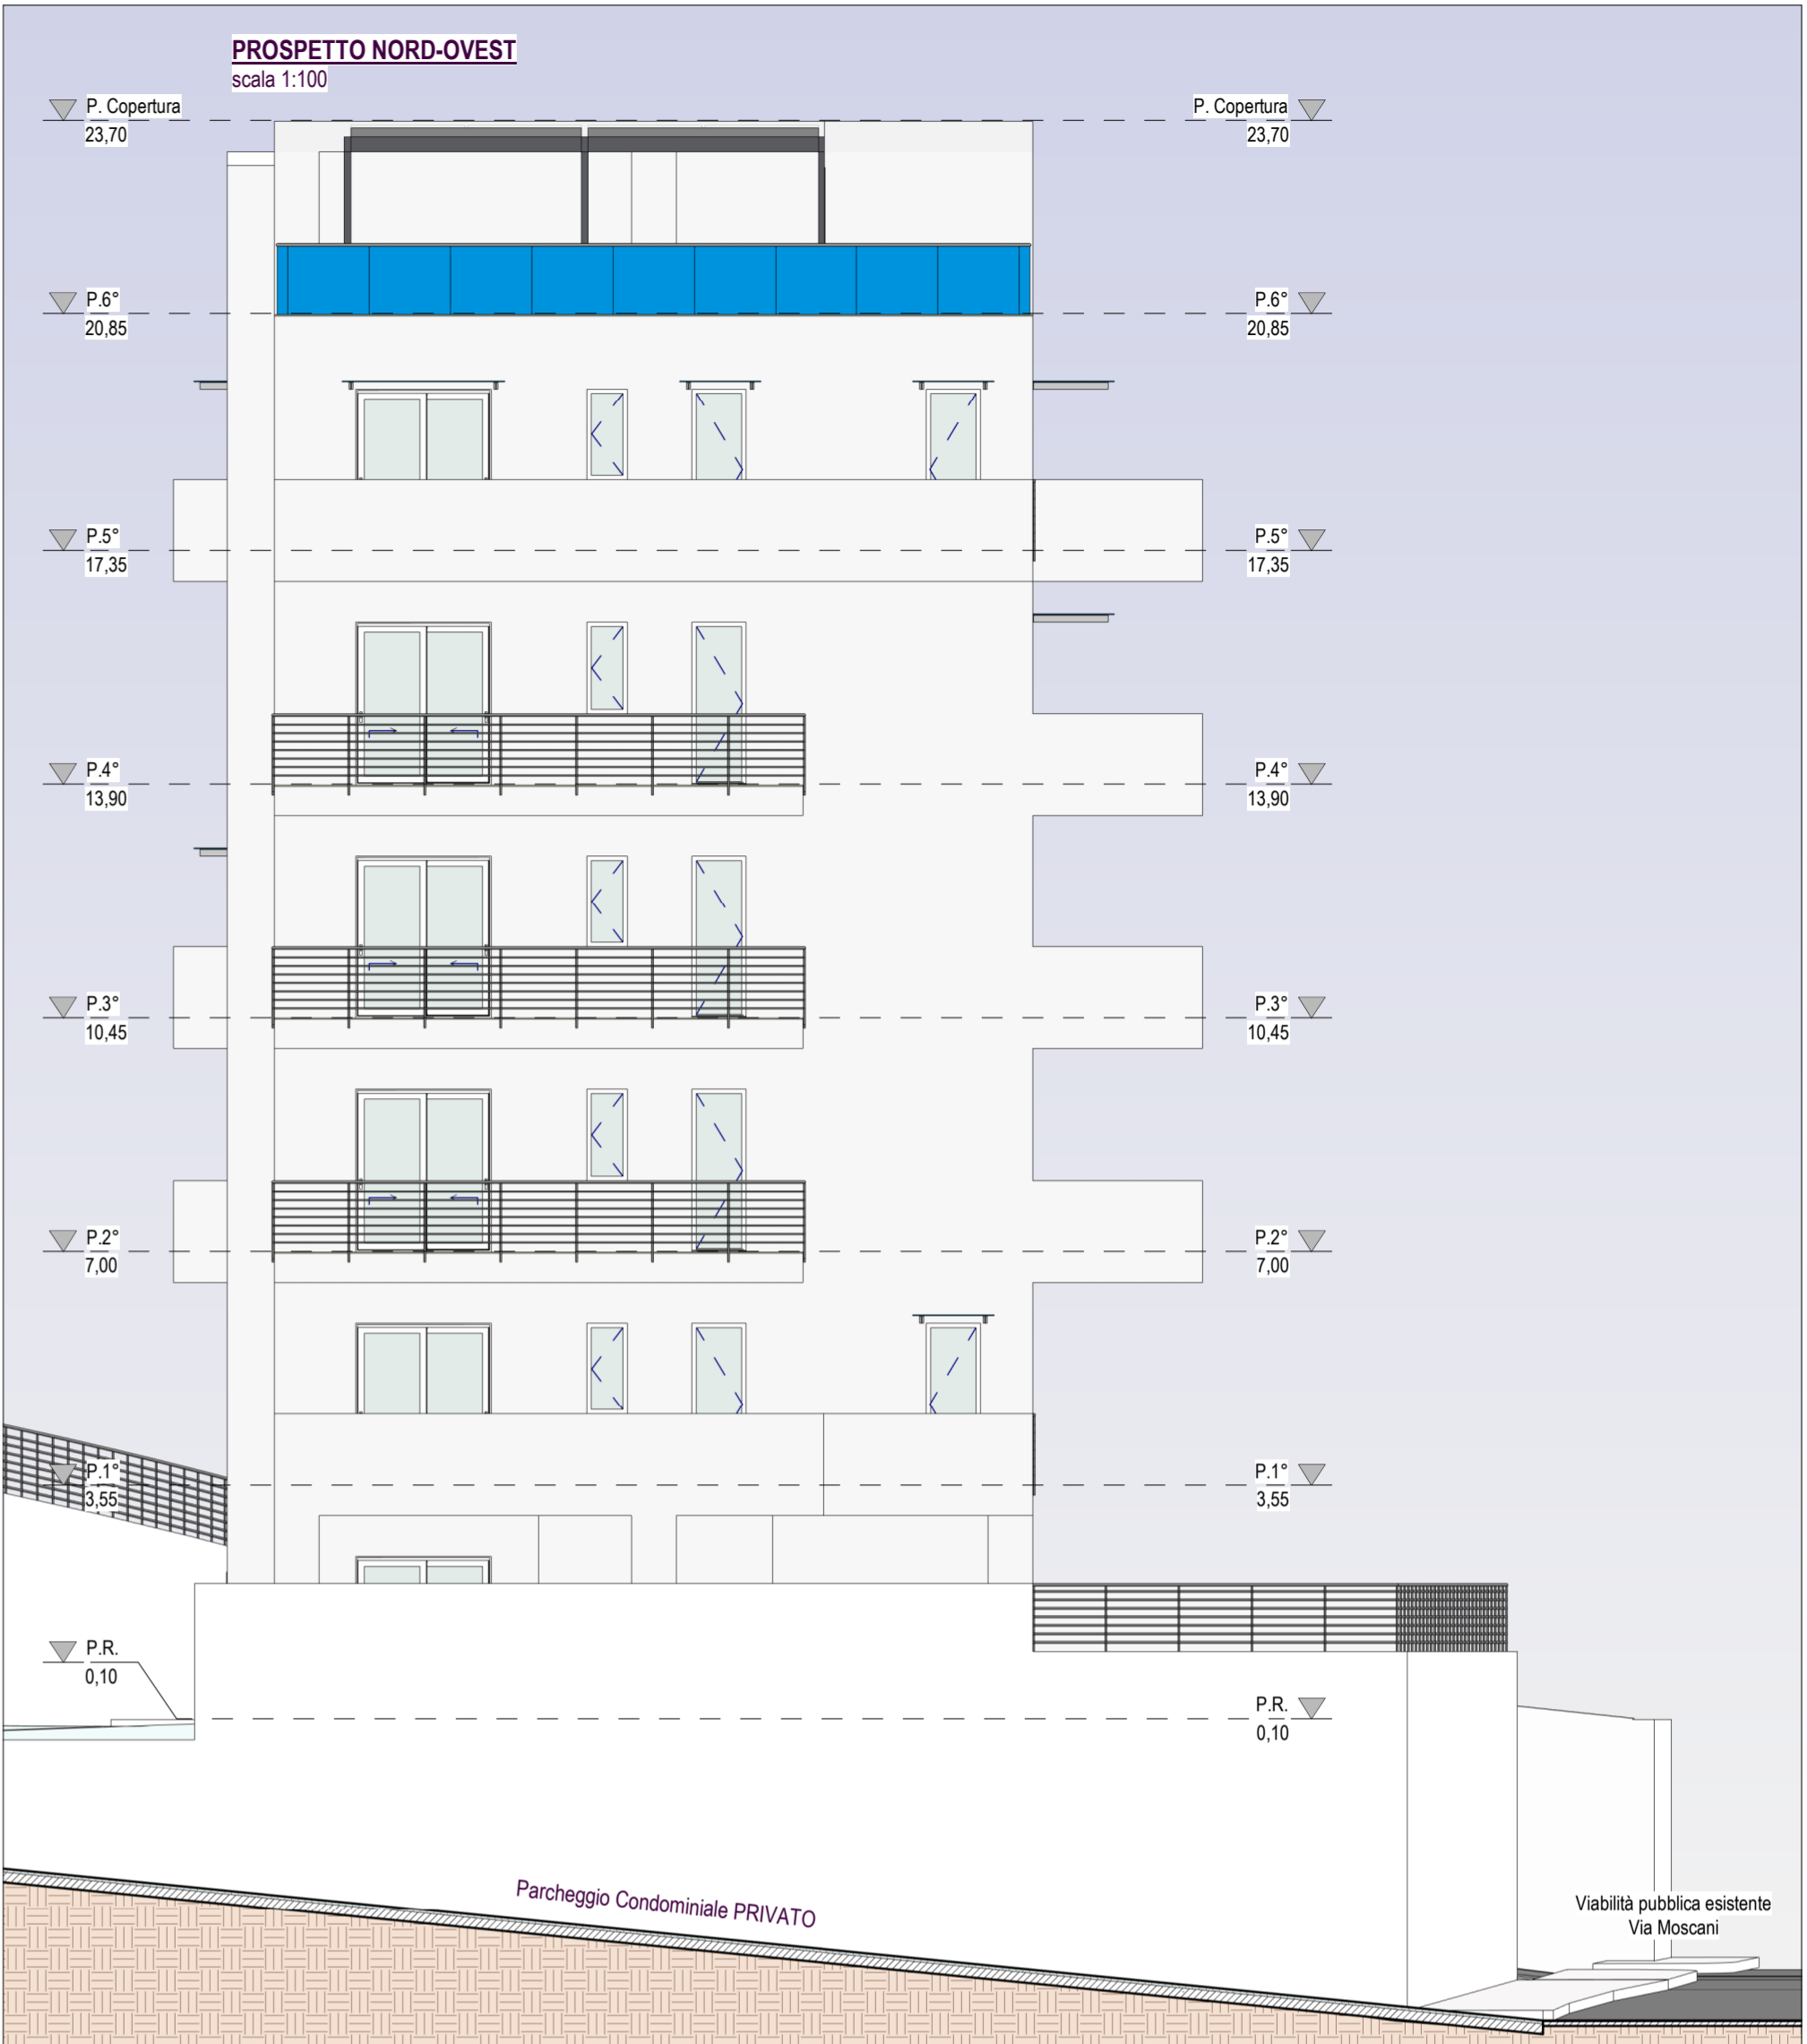 PROSPETTO NORD-OVEST
scala 1:100
P. Copertura
23,70
P. Copertura
23,70
P.6°
20,85
P.6°
20,85
P.5°
17,35
P.5°
17,35
P.4°
13,90
P.4°
13,90
P.3°
10,45
P.3°
10,45
P.2°
7,00
P.2°
7,00
P.1°
3,55
P.1°
3,55
P.R.
0,10
P.R.
0,10
Parcheggio Condominiale PRIVATO
Viabilità pubblica esistente
Via Moscani